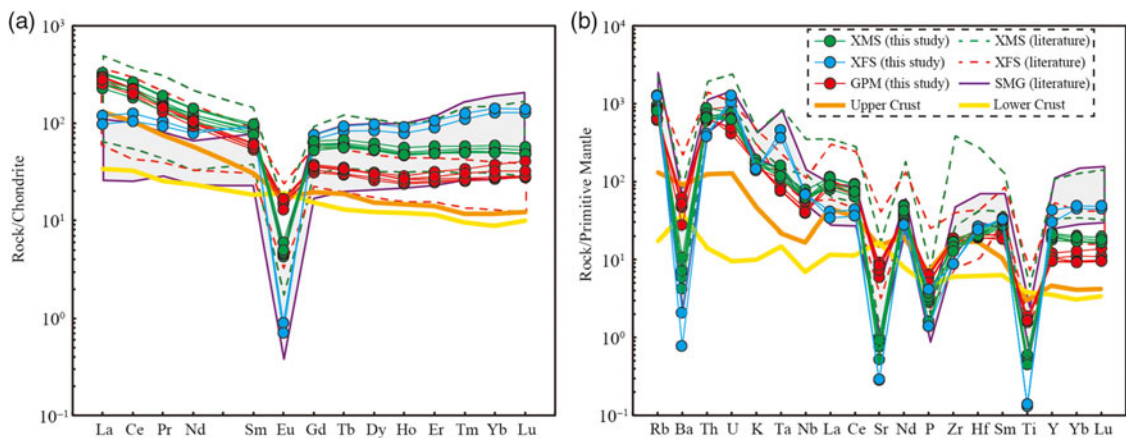 (a)
Rock/Chondrite
10³
10²
10¹
10⁰
10⁻¹
La Ce Pr Nd Sm Eu Gd Tb Dy Ho Er Tm Yb Lu
(b)
Rock/Primitive Mantle
10⁴
10³
10²
10¹
10⁰
10⁻¹
XMS (this study) XMS (literature)
XFS (this study) XFS (literature)
GPM (this study) SMG (literature)
Upper Crust Lower Crust
Rb Ba Th U K Ta Nb La Ce Sr Nd P Zr Hf Sm Ti Y Yb Lu